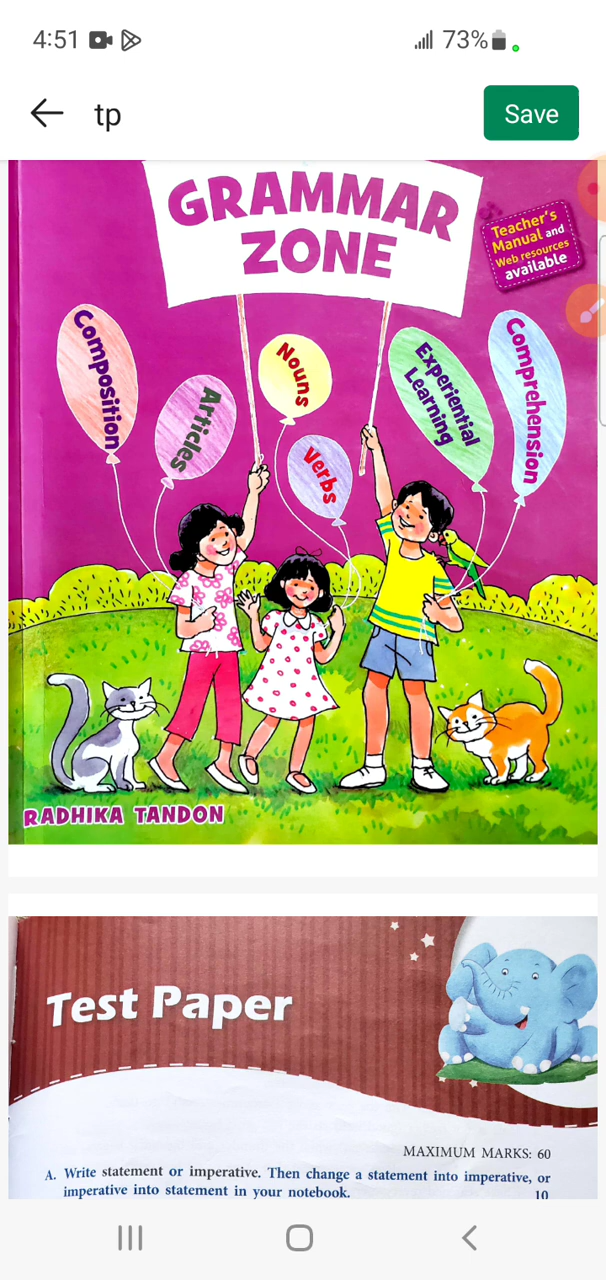 4:51
73%
tp
Save
GRAMMAR
ZONE
Teacher's
Manual and
Web resources
available
Composition
Articles
Nouns
Verbs
Experiential
Learning
Comprehension
RADHIKA TANDON
Test Paper
MAXIMUM MARKS: 60
A. Write statement or imperative. Then change a statement into imperative, or
imperative into statement in your notebook. 10